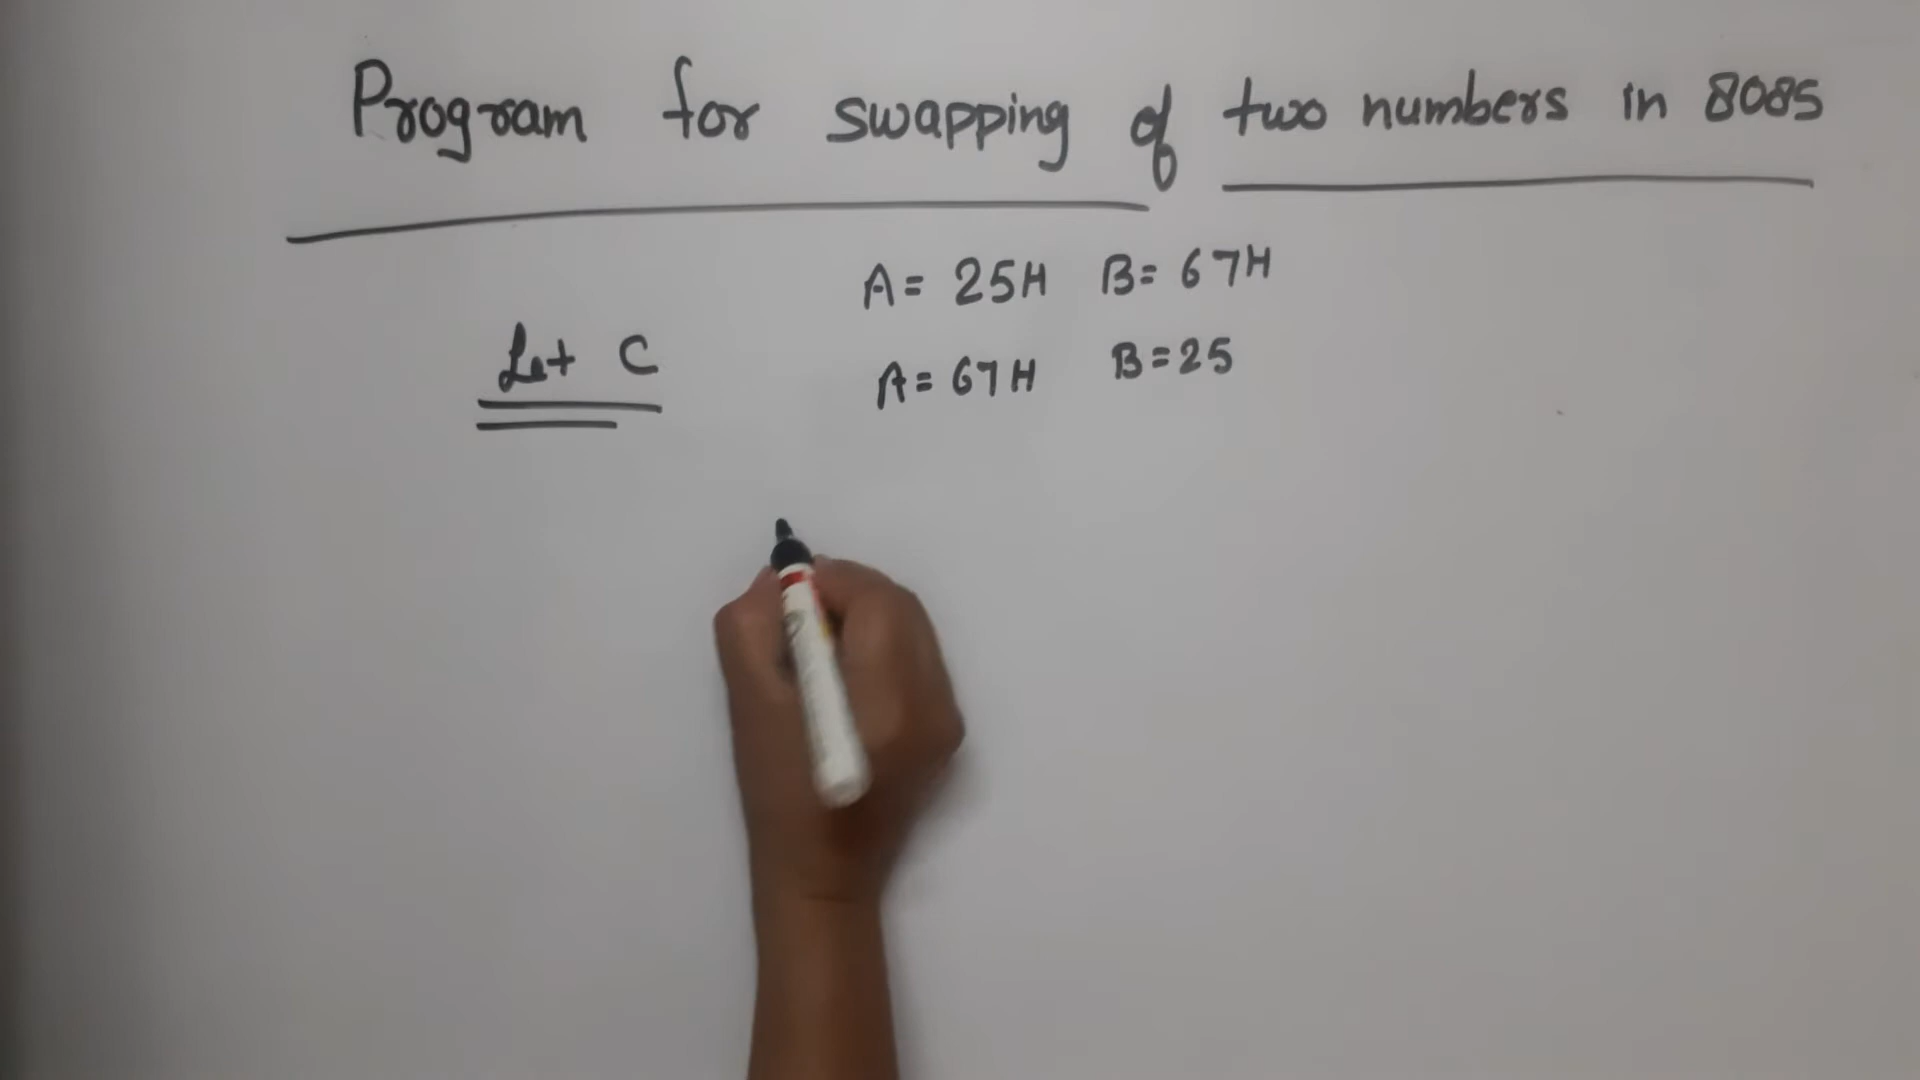 Program for swapping of two numbers in 8085
A= 25H B= 67H
Let C
A= 67H B=25